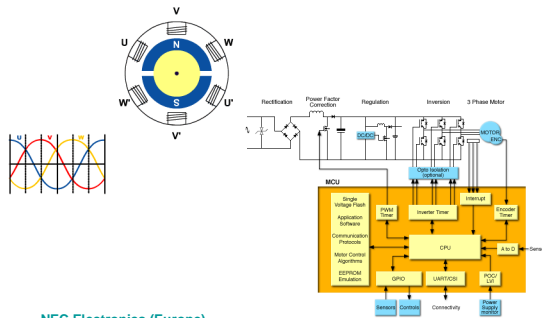 V
U
W
N
S
W'
U'
V'
U
V
W
Rectification
Power Factor
Correction
Regulation
Inversion
3 Phase Motor
DC/DC
MOTOR
ENC
Opto isolation
(optional)
MCU
Single
Voltage Flash
Application
Software
Communication
Protocols
Motor Control
Algorithms
EEPROM
Emulation
PWM
Timer
Inverter Timer
Interrupt
Encoder
Timer
CPU
A to D
GPIO
UART/CSI
POC/
LVI
Sensors
Controls
Connectivity
Power
Supply
monitor
NEC Electronics (Europe)